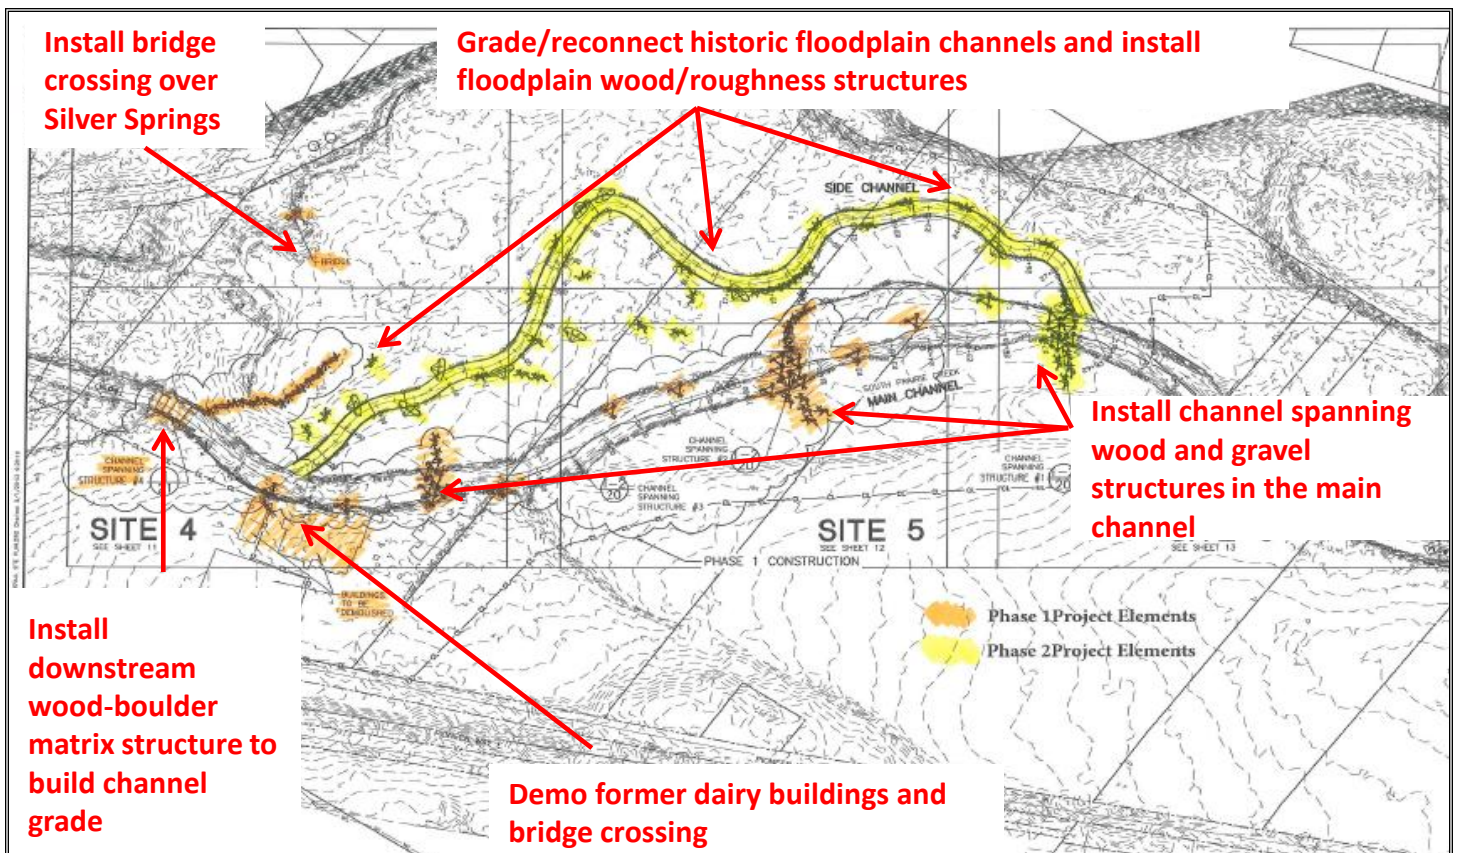 Install bridge
crossing over
Silver Springs
Grade/reconnect historic floodplain channels and install
floodplain wood/roughness structures
SIDE CHANNEL
BRIDGE
SOUTH PRAIRIE CREEK
MAIN CHANNEL
Install channel spanning
wood and gravel
structures in the main
channel
CHANNEL
SPANNING
STRUCTURE #4
CHANNEL
SPANNING
STRUCTURE #2
20
CHANNEL
SPANNING
STRUCTURE #3
20
CHANNEL
SPANNING
STRUCTURE #1
20
SITE 4
SEE SHEET 11
SITE 5
SEE SHEET 12
SEE SHEET 13
PHASE 1 CONSTRUCTION
BUILDINGS
TO BE
DEMOLISHED
Phase 1Project Elements
Phase 2Project Elements
Install
downstream
wood-boulder
matrix structure to
build channel
grade
Demo former dairy buildings and
bridge crossing